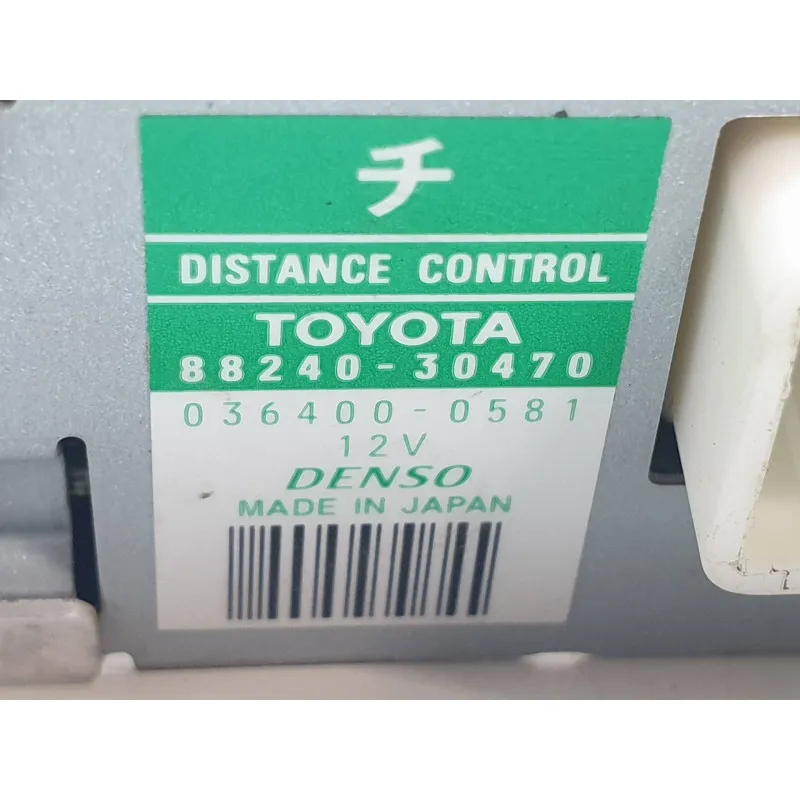 チ
DISTANCE CONTROL
TOYOTA
88240-30470
036400-0581
12V
DENSO
MADE IN JAPAN